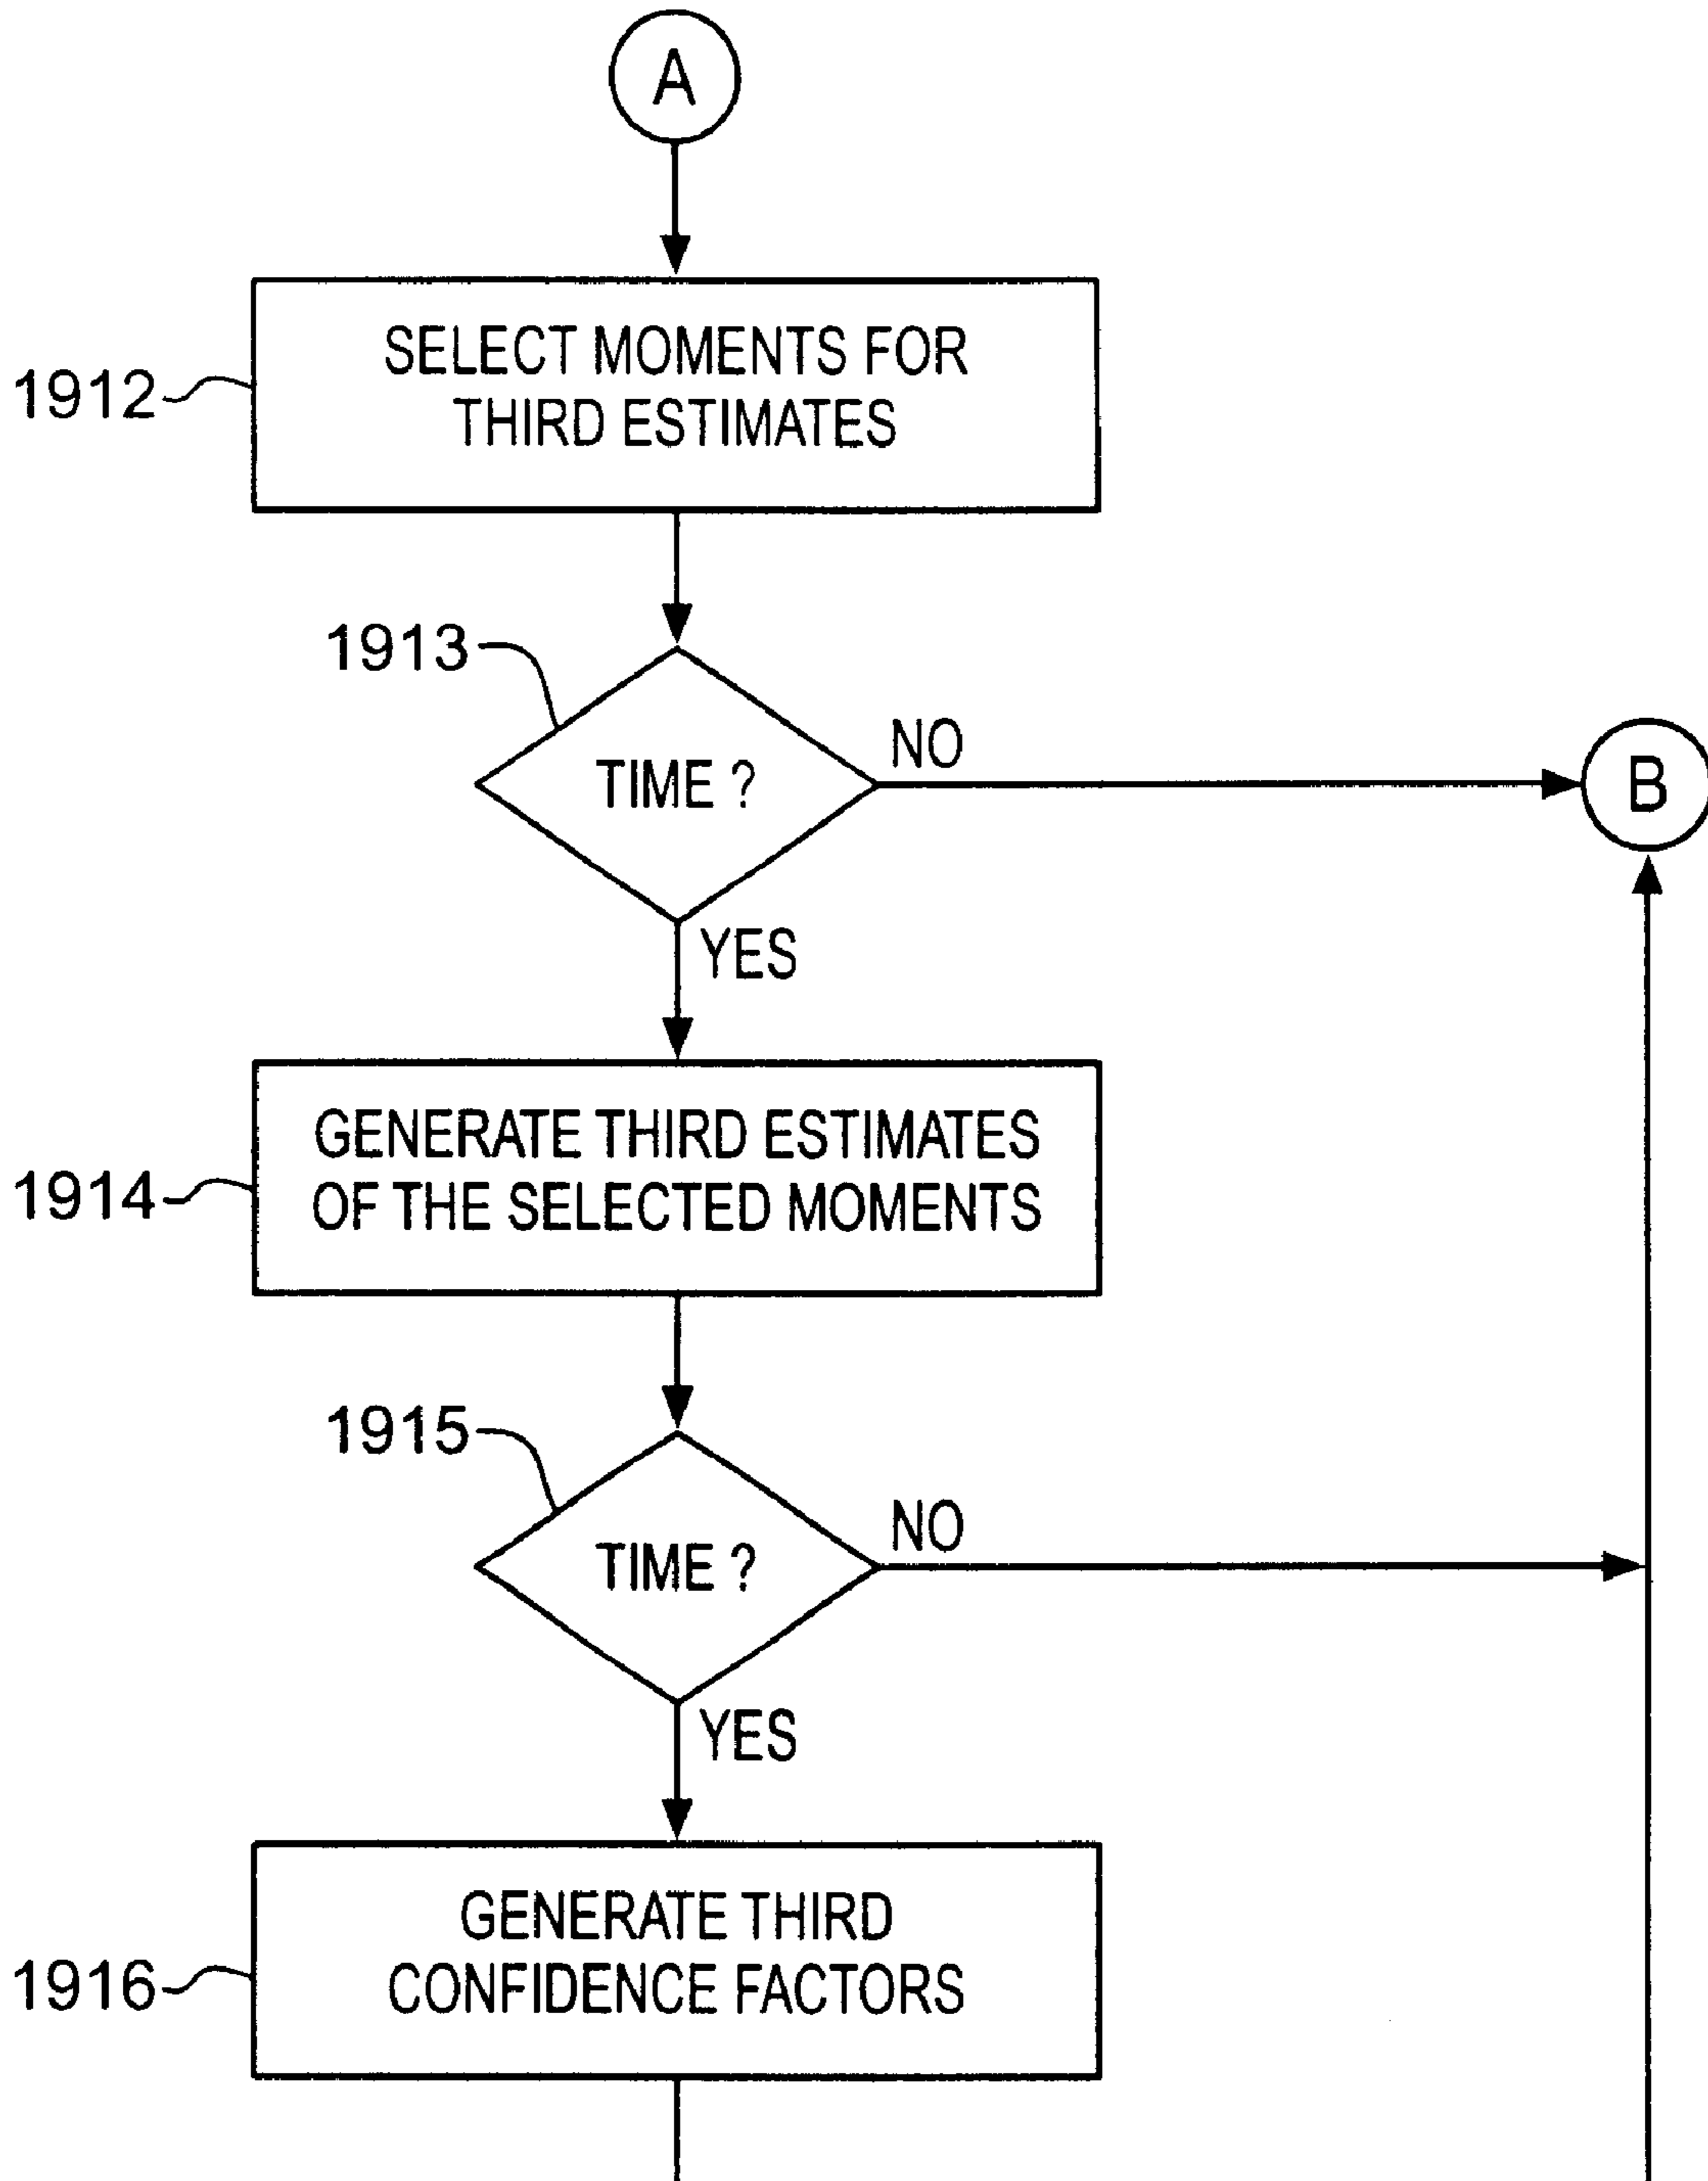 A
SELECT MOMENTS FOR
THIRD ESTIMATES
1912
1913
TIME ?
NO
B
YES
GENERATE THIRD ESTIMATES
OF THE SELECTED MOMENTS
1914
1915
TIME ?
NO
YES
GENERATE THIRD
CONFIDENCE FACTORS
1916